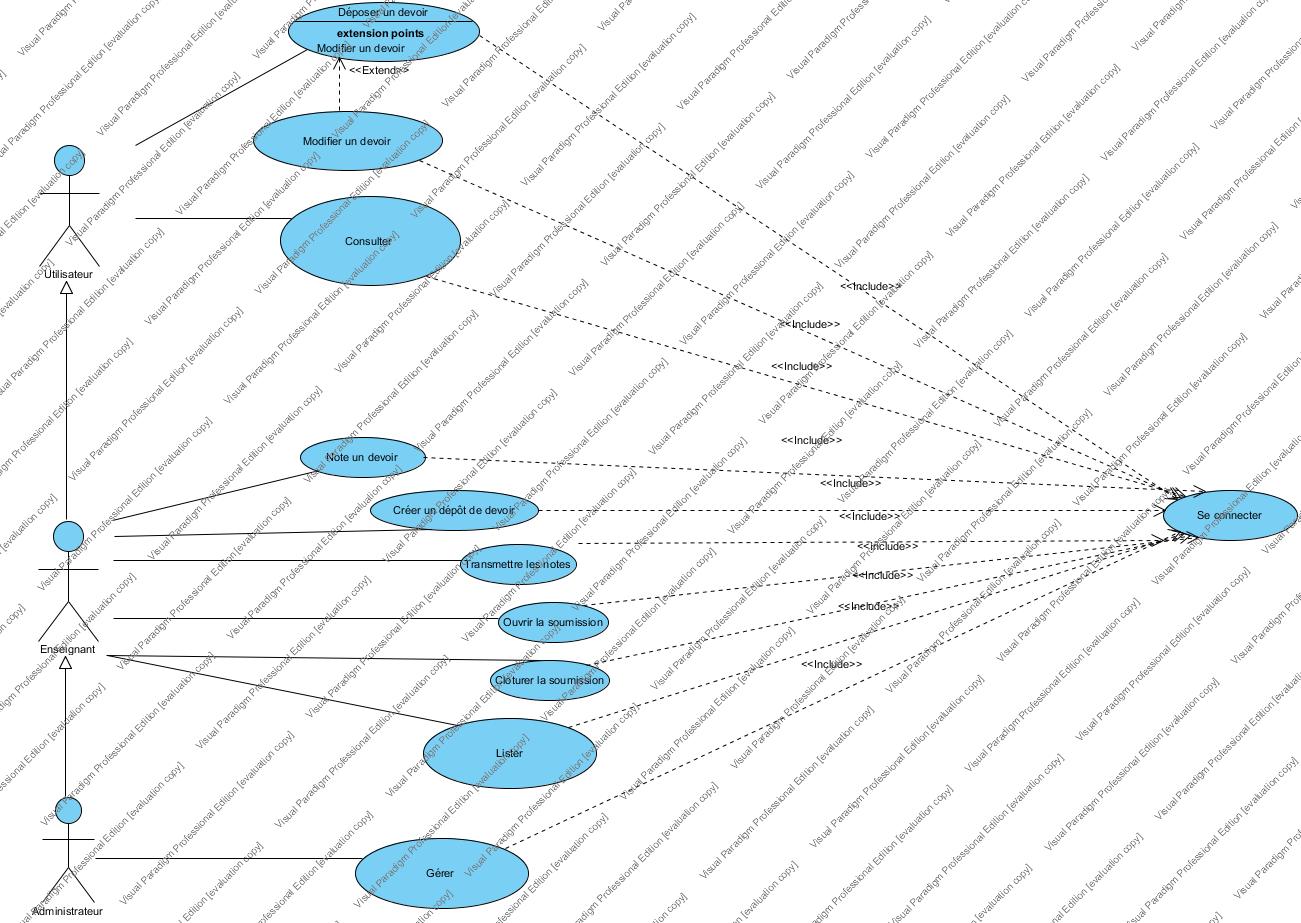 Déposer un devoir
extension points
Modifier un devoir
<<Extend>>
Modifier un devoir
Consulter
Utilisateur
<<Include>>
<<Include>>
<<Include>>
<<Include>>
Note un devoir
<<Include>>
Créer un dépôt de devoir
<<Include>>
Se connecter
<<Include>>
Transmettre les notes
<<Include>>
<<Include>>
Ouvrir la soumission
Enseignant
<<Include>>
Clôturer la soumission
Lister
Gérer
Administrateur
Visual Paradigm Professional Edition [evaluation copy]